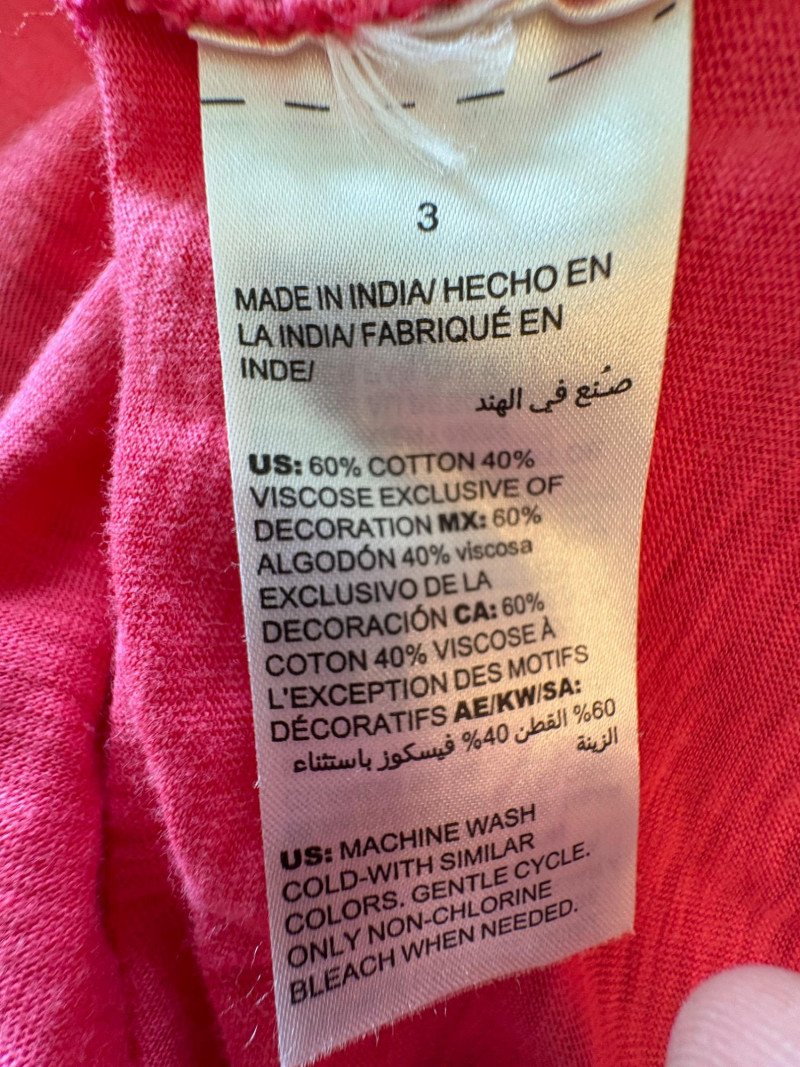 3
MADE IN INDIA/ HECHO EN
LA INDIA/ FABRIQUÉ EN
INDE/
صُنع في الهند
US: 60% COTTON 40%
VISCOSE EXCLUSIVE OF
DECORATION MX: 60%
ALGODÓN 40% viscosa
EXCLUSIVO DE LA
DECORACIÓN CA: 60%
COTON 40% VISCOSE À
L'EXCEPTION DES MOTIFS
DÉCORATIFS AE/KW/SA:
60% القطن 40% فيسكوز باستثناء
الزينة
US: MACHINE WASH
COLD-WITH SIMILAR
COLORS. GENTLE CYCLE.
ONLY NON-CHLORINE
BLEACH WHEN NEEDED.